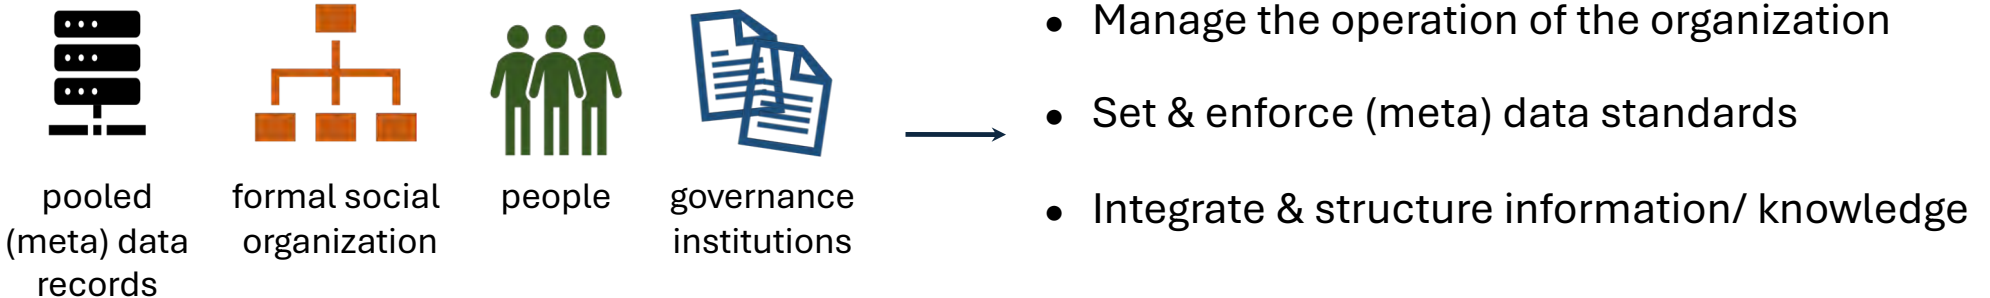 pooled
(meta) data
records
formal social
organization
people
governance
institutions
• Manage the operation of the organization
• Set & enforce (meta) data standards
• Integrate & structure information/ knowledge